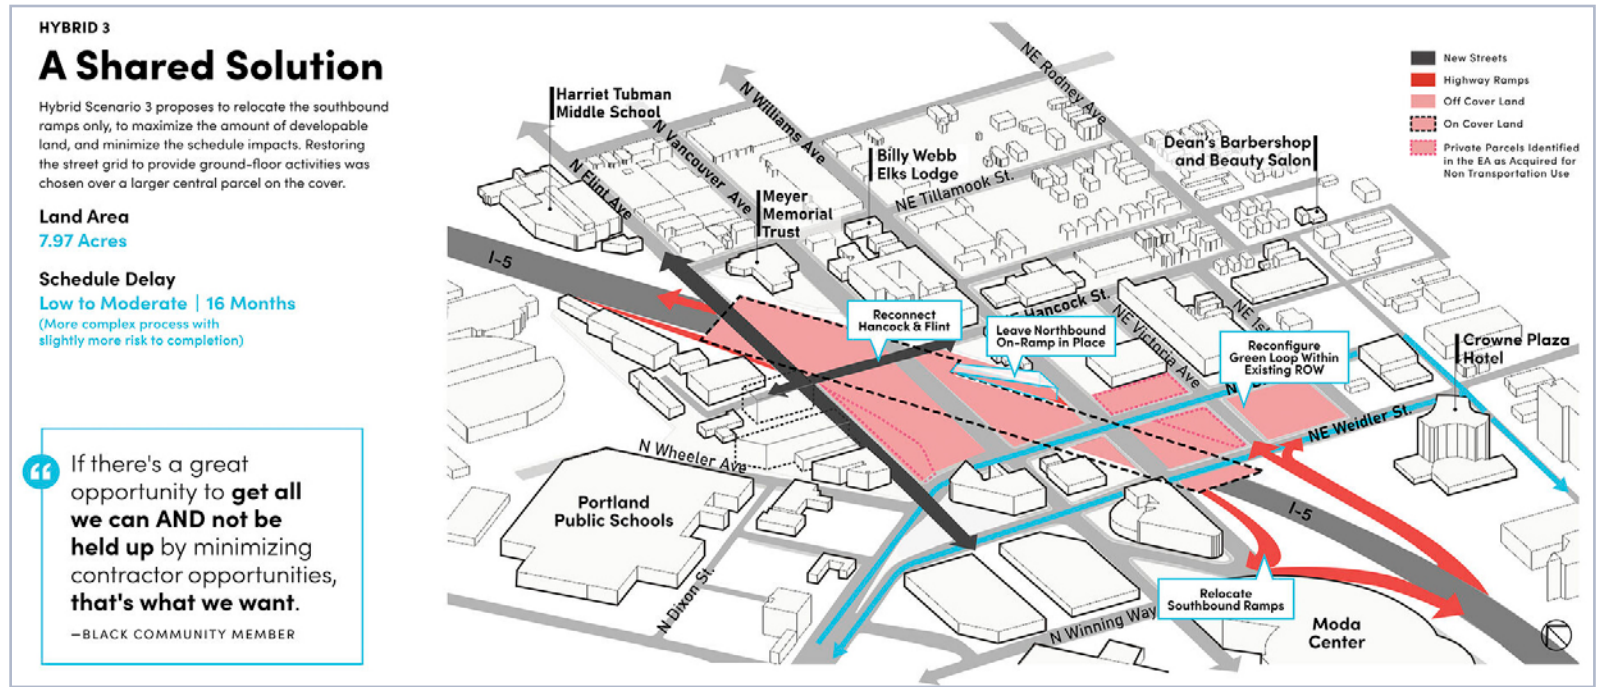 HYBRID 3
A Shared Solution
Hybrid Scenario 3 proposes to relocate the southbound
ramps only, to maximize the amount of developable
land, and minimize the schedule impacts. Restoring
the street grid to provide ground-floor activities was
chosen over a larger central parcel on the cover.
Land Area
7.97 Acres
Schedule Delay
Low to Moderate | 16 Months
(More complex process with
slightly more risk to completion)
“
If there's a great
opportunity to get all
we can AND not be
held up by minimizing
contractor opportunities,
that's what we want.
—BLACK COMMUNITY MEMBER
New Streets
Highway Ramps
Off Cover Land
On Cover Land
Private Parcels Identified
in the EA as Acquired for
Non Transportation Use
NE Rodney Ave
Harriet Tubman
Middle School
N Williams Ave
N Vancouver Ave
N Flint Ave
Billy Webb
Elks Lodge
Dean's Barbershop
and Beauty Salon
NE Tillamook St.
Meyer
Memorial
Trust
I-5
Hancock St.
Reconnect
Hancock & Flint
Leave Northbound
On-Ramp in Place
NE Victoria Ave
NE 1st
Reconfigure
Green Loop Within
Existing ROW
Crowne Plaza
Hotel
NE Weidler St.
N Wheeler Ave
Portland
Public Schools
I-5
N Dixon St.
Relocate
Southbound Ramps
N Winning Way
Moda
Center